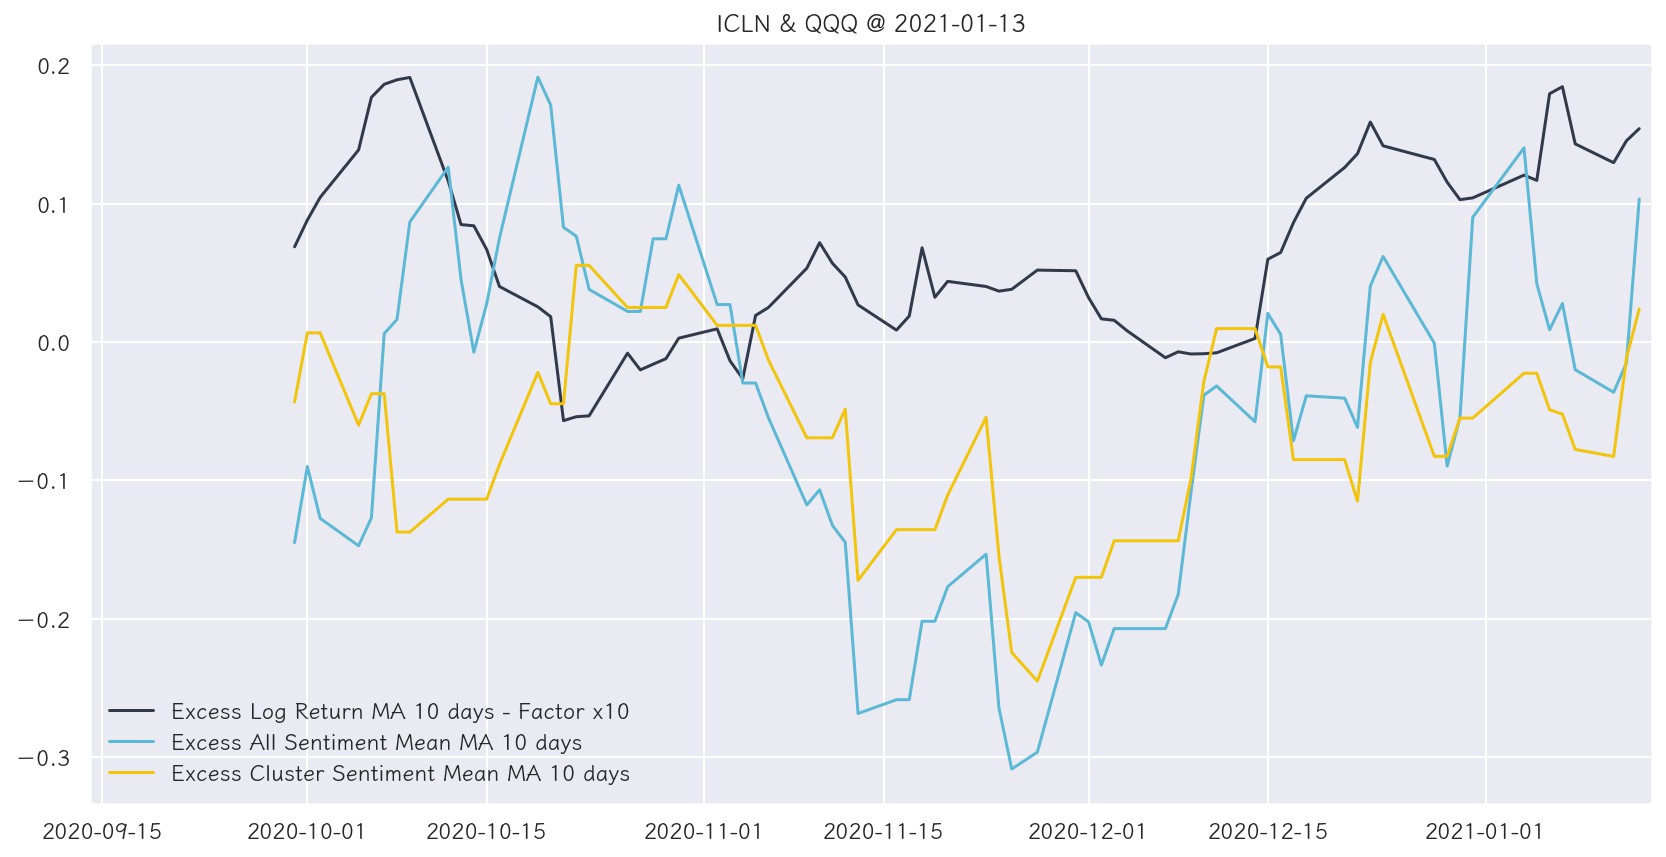 ICLN & QQQ @ 2021-01-13
0.2
0.1
0.0
−0.1
−0.2
−0.3
Excess Log Return MA 10 days - Factor x10
Excess All Sentiment Mean MA 10 days
Excess Cluster Sentiment Mean MA 10 days
2020-09-15 2020-10-01 2020-10-15 2020-11-01 2020-11-15 2020-12-01 2020-12-15 2021-01-01